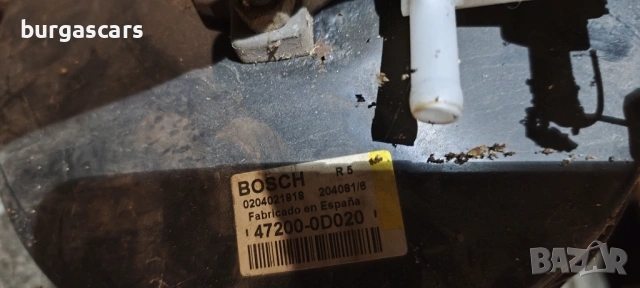 burgascars
BOSCH R.5
0204021918 204081/6
Fabricado en España
47200-0D020
BAZAR